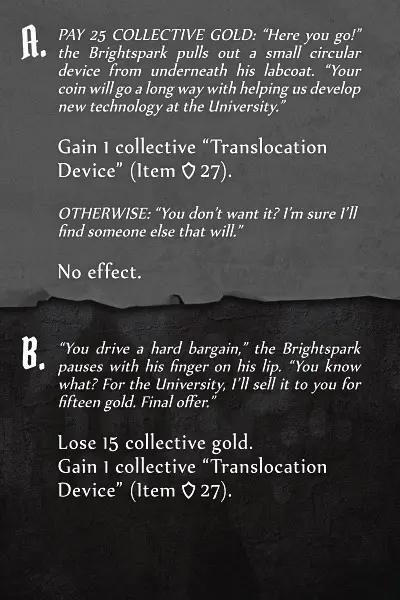 A.
PAY 25 COLLECTIVE GOLD: “Here you go!”
the Brightspark pulls out a small circular
device from underneath his labcoat. “Your
coin will go a long way with helping us develop
new technology at the University.”
Gain 1 collective “Translocation
Device” (Item 27).
OTHERWISE: “You don’t want it? I’m sure I’ll
find someone else that will.”
No effect.
B.
“You drive a hard bargain,” the Brightspark
pauses with his finger on his lip. “You know
what? For the University, I’ll sell it to you for
fifteen gold. Final offer.”
Lose 15 collective gold.
Gain 1 collective “Translocation
Device” (Item 27).